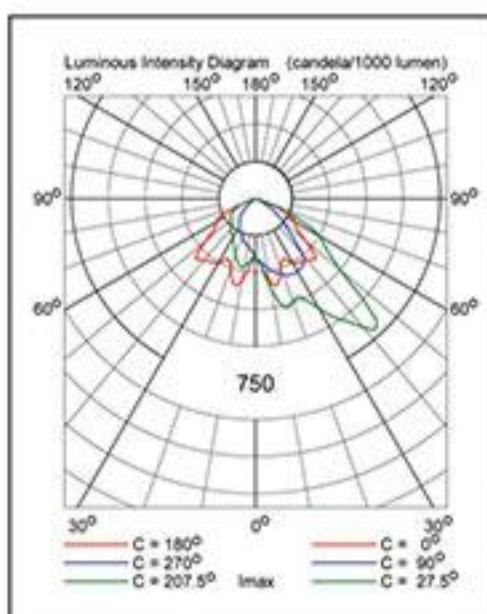 Luminous Intensity Diagram (candela/1000 lumen)
120° 150° 180° 150° 120°
90° 90°
60° 60°
750
30° 0° 30°
C = 180° C = 0°
C = 270° C = 90°
C = 207.5° Imax C = 27.5°